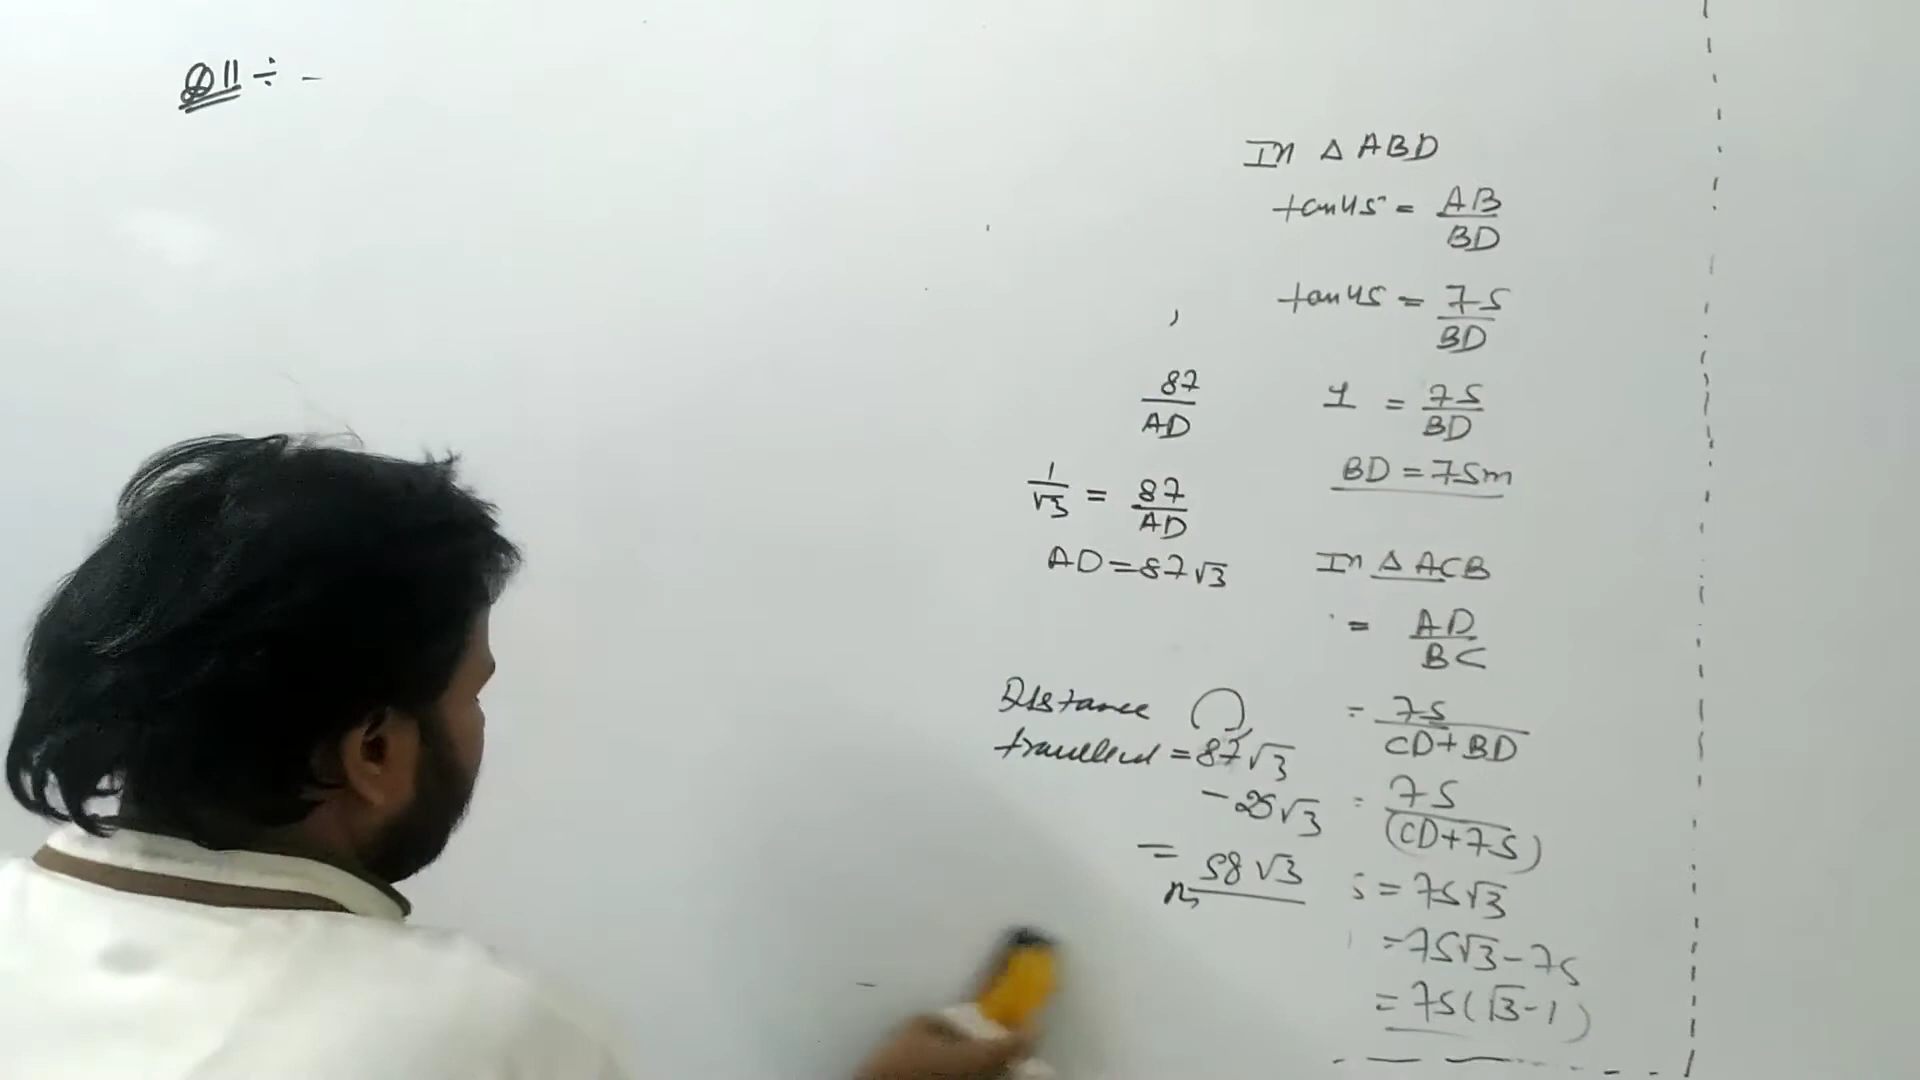 Q11 ÷ -
87/AD
1/√3 = 87/AD
AD = 87√3
Distance
travelled = 87√3
- 25√3
= 58√3
In Δ ABD
tan45° = AB/BD
tan45 = 75/BD
1 = 75/BD
BD = 75m
In Δ ACB
= AD/BC
= 75/CD+BD
= 75/(CD+75)
= 75√3
= 75√3 - 75
= 75(√3-1)